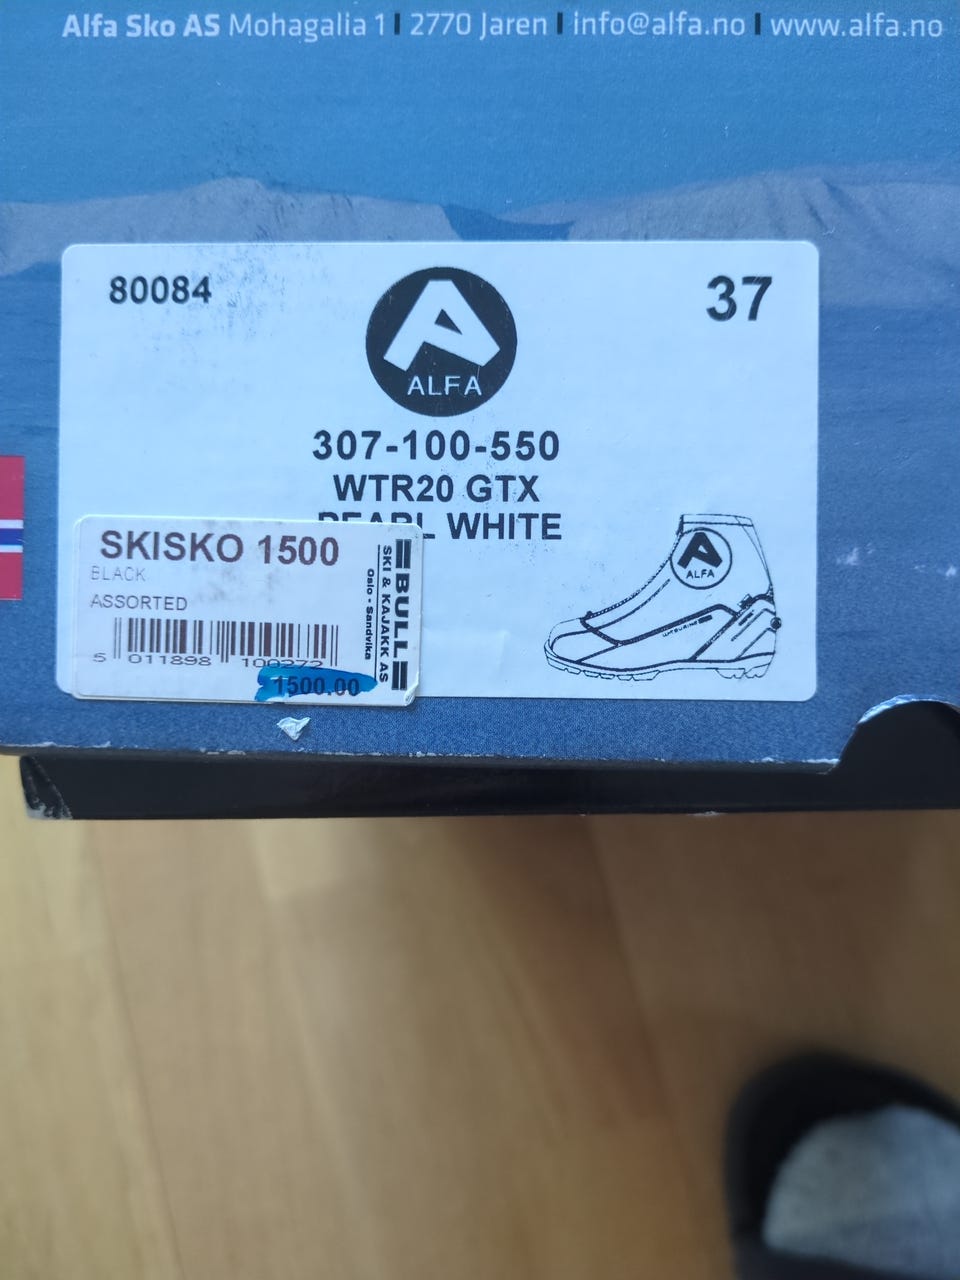 Alfa Sko AS Mohagalia 1 | 2770 Jaren | info@alfa.no | www.alfa.no
80084
37
ALFA
307-100-550
WTR20 GTX
PEARL WHITE
ALFA
SKISKO 1500
BLACK
ASSORTED
5 011898 100272
1500.00
BULL
SKI & KAJAKK AS
Oslo - Sandvika